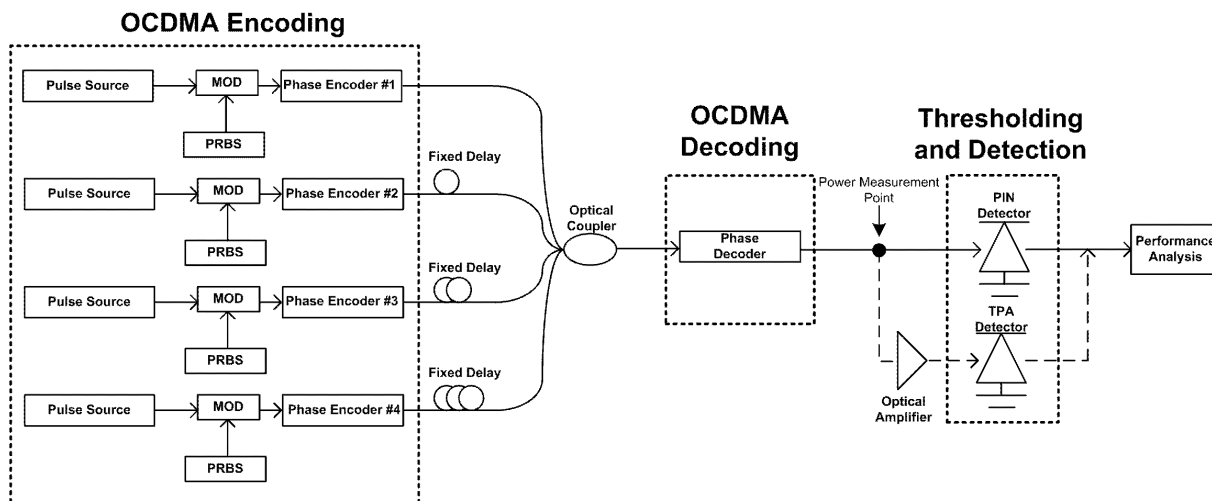 OCDMA Encoding
Pulse Source
MOD
Phase Encoder #1
PRBS
Fixed Delay
Pulse Source
MOD
Phase Encoder #2
PRBS
Optical
Coupler
Fixed Delay
Pulse Source
MOD
Phase Encoder #3
PRBS
Fixed Delay
Pulse Source
MOD
Phase Encoder #4
PRBS
OCDMA
Decoding
Phase
Decoder
Power Measurement
Point
Thresholding
and Detection
PIN
Detector
TPA
Detector
Optical
Amplifier
Performance
Analysis